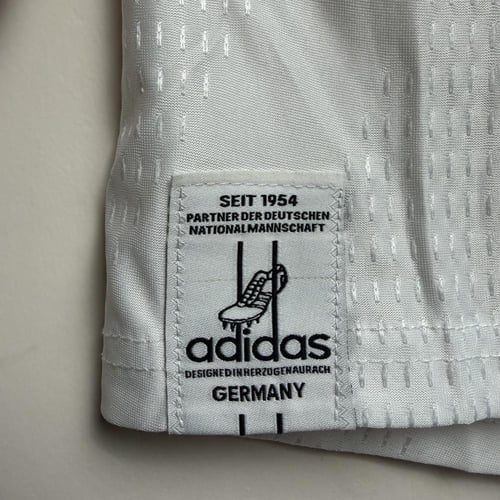 SEIT 1954
PARTNER DER DEUTSCHEN
NATIONALMANNSCHAFT
adidas
DESIGNED IN HERZOGENAURACH
GERMANY